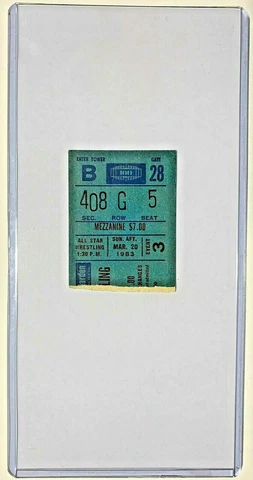 ENTER TOWER GATE
B 28
408 G 5
SEC. ROW SEAT
MEZZANINE $7.00
ALL STAR SUN. AFT.
WRESTLING MAR. 20
1:30 P.M. 1983
EVENT 3
LING